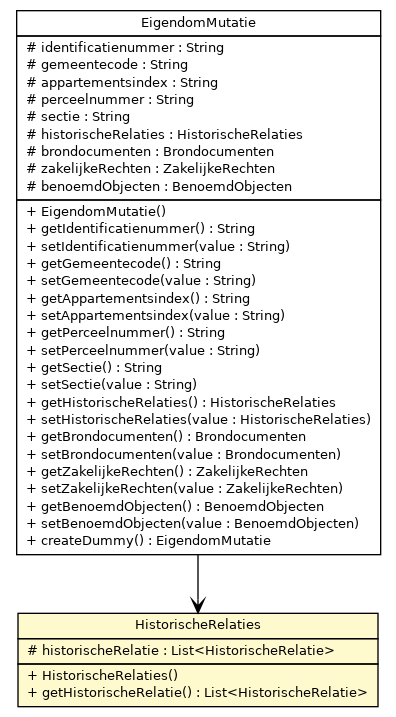 EigendomMutatie
# identificatienummer : String
# gemeentecode : String
# appartementsindex : String
# perceelnummer : String
# sectie : String
# historischeRelaties : HistorischeRelaties
# brondocumenten : Brondocumenten
# zakelijkeRechten : ZakelijkeRechten
# benoemdObjecten : BenoemdObjecten
+ EigendomMutatie()
+ getIdentificatienummer() : String
+ setIdentificatienummer(value : String)
+ getGemeentecode() : String
+ setGemeentecode(value : String)
+ getAppartementsindex() : String
+ setAppartementsindex(value : String)
+ getPerceelnummer() : String
+ setPerceelnummer(value : String)
+ getSectie() : String
+ setSectie(value : String)
+ getHistorischeRelaties() : HistorischeRelaties
+ setHistorischeRelaties(value : HistorischeRelaties)
+ getBrondocumenten() : Brondocumenten
+ setBrondocumenten(value : Brondocumenten)
+ getZakelijkeRechten() : ZakelijkeRechten
+ setZakelijkeRechten(value : ZakelijkeRechten)
+ getBenoemdObjecten() : BenoemdObjecten
+ setBenoemdObjecten(value : BenoemdObjecten)
+ createDummy() : EigendomMutatie
HistorischeRelaties
# historischeRelatie : List<HistorischeRelatie>
+ HistorischeRelaties()
+ getHistorischeRelatie() : List<HistorischeRelatie>